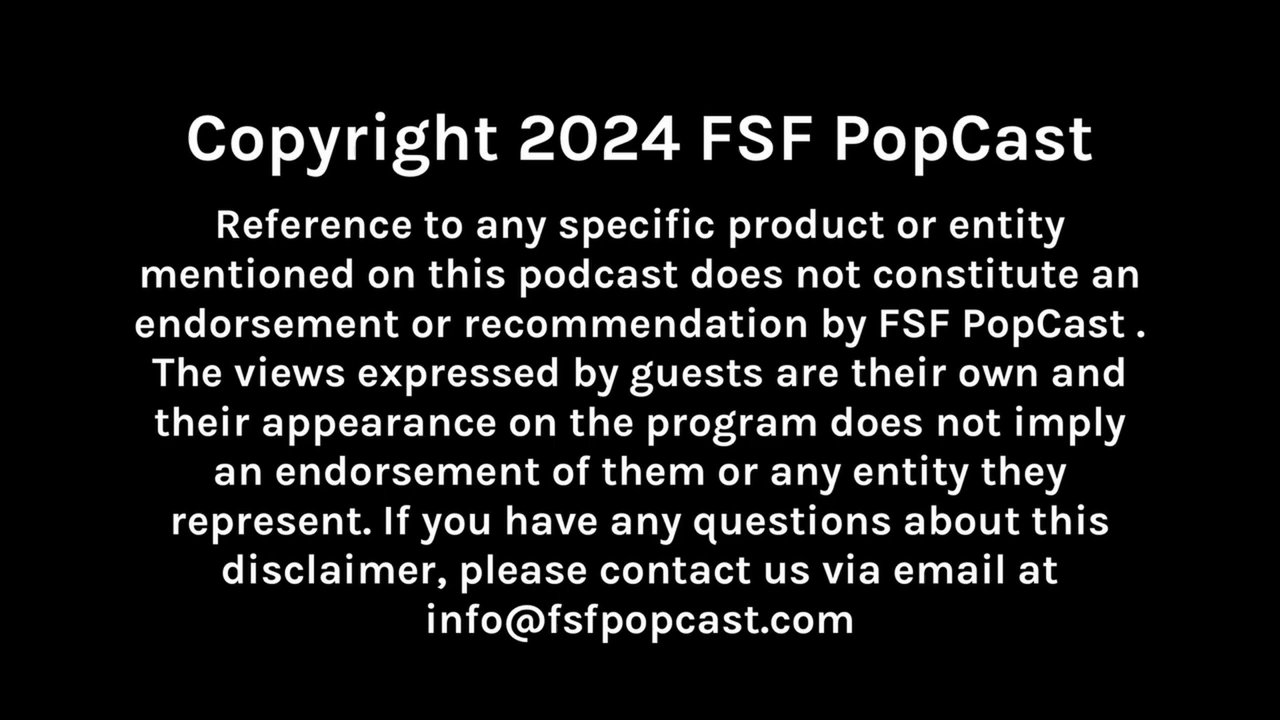 Copyright 2024 FSF PopCast
Reference to any specific product or entity
mentioned on this podcast does not constitute an
endorsement or recommendation by FSF PopCast .
The views expressed by guests are their own and
their appearance on the program does not imply
an endorsement of them or any entity they
represent. If you have any questions about this
disclaimer, please contact us via email at
info@fsfpopcast.com